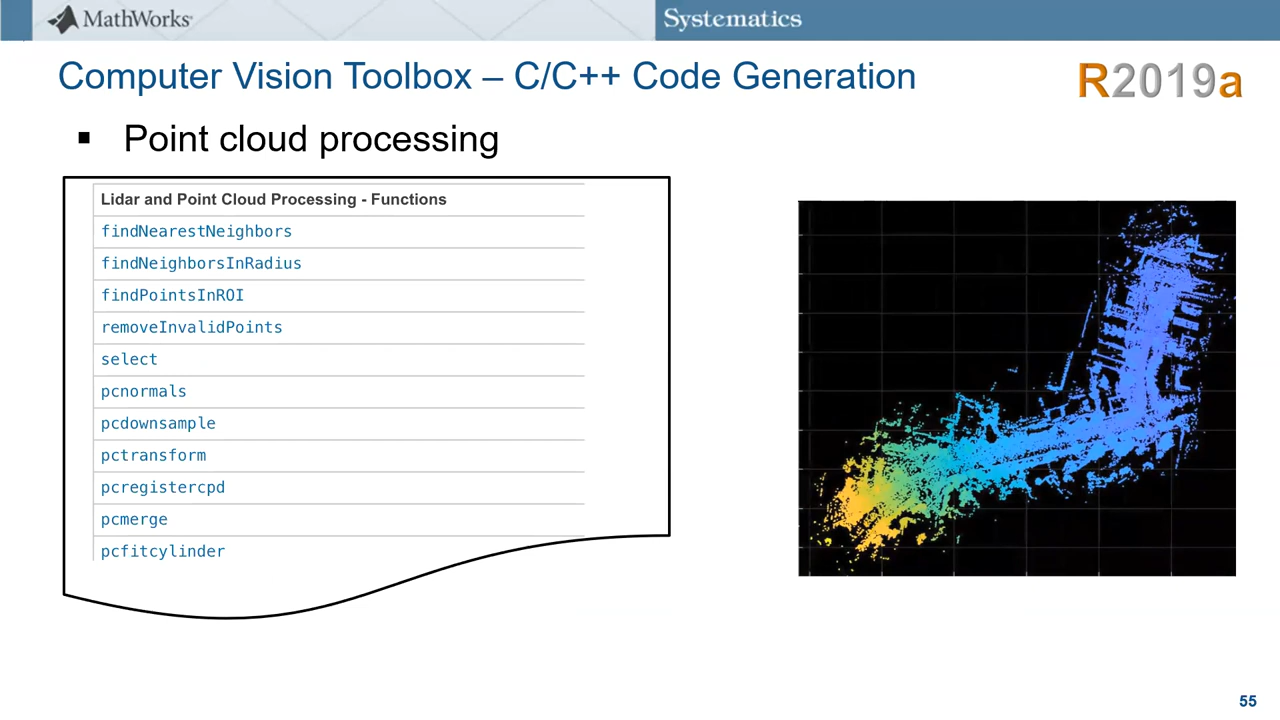 MathWorks
Systematics
Computer Vision Toolbox – C/C++ Code Generation
R2019a
▪ Point cloud processing
Lidar and Point Cloud Processing - Functions
findNearestNeighbors
findNeighborsInRadius
findPointsInROI
removeInvalidPoints
select
pcnormals
pcdownsample
pctransform
pcregistercpd
pcmerge
pcfitcylinder
55